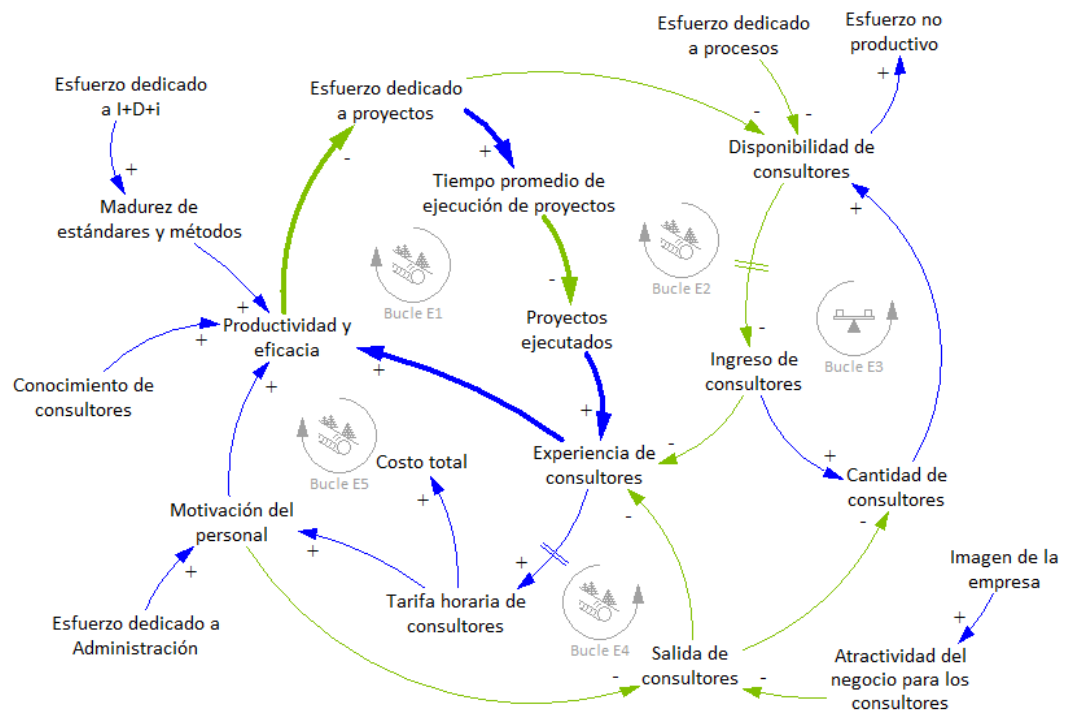 Esfuerzo dedicado
a procesos
Esfuerzo no
productivo
Esfuerzo dedicado
a I+D+i
Esfuerzo dedicado
a proyectos
+
-
-
+
-
Disponibilidad de
consultores
+
Tiempo promedio de
ejecución de proyectos
+
Madurez de
estándares y métodos
+
Bucle E2
-
Bucle E1
+
Productividad y
eficacia
+
Proyectos
ejecutados
-
Ingreso de
consultores
Bucle E3
Conocimiento de
consultores
+
+
+
-
Experiencia de
consultores
+
Costo total
Cantidad de
consultores
Bucle E5
+
-
-
Motivación del
personal
+
+
+
Imagen de la
empresa
Tarifa horaria de
consultores
+
Esfuerzo dedicado a
Administración
Bucle E4
Salida de
consultores
-
-
Atractividad del
negocio para los
consultores